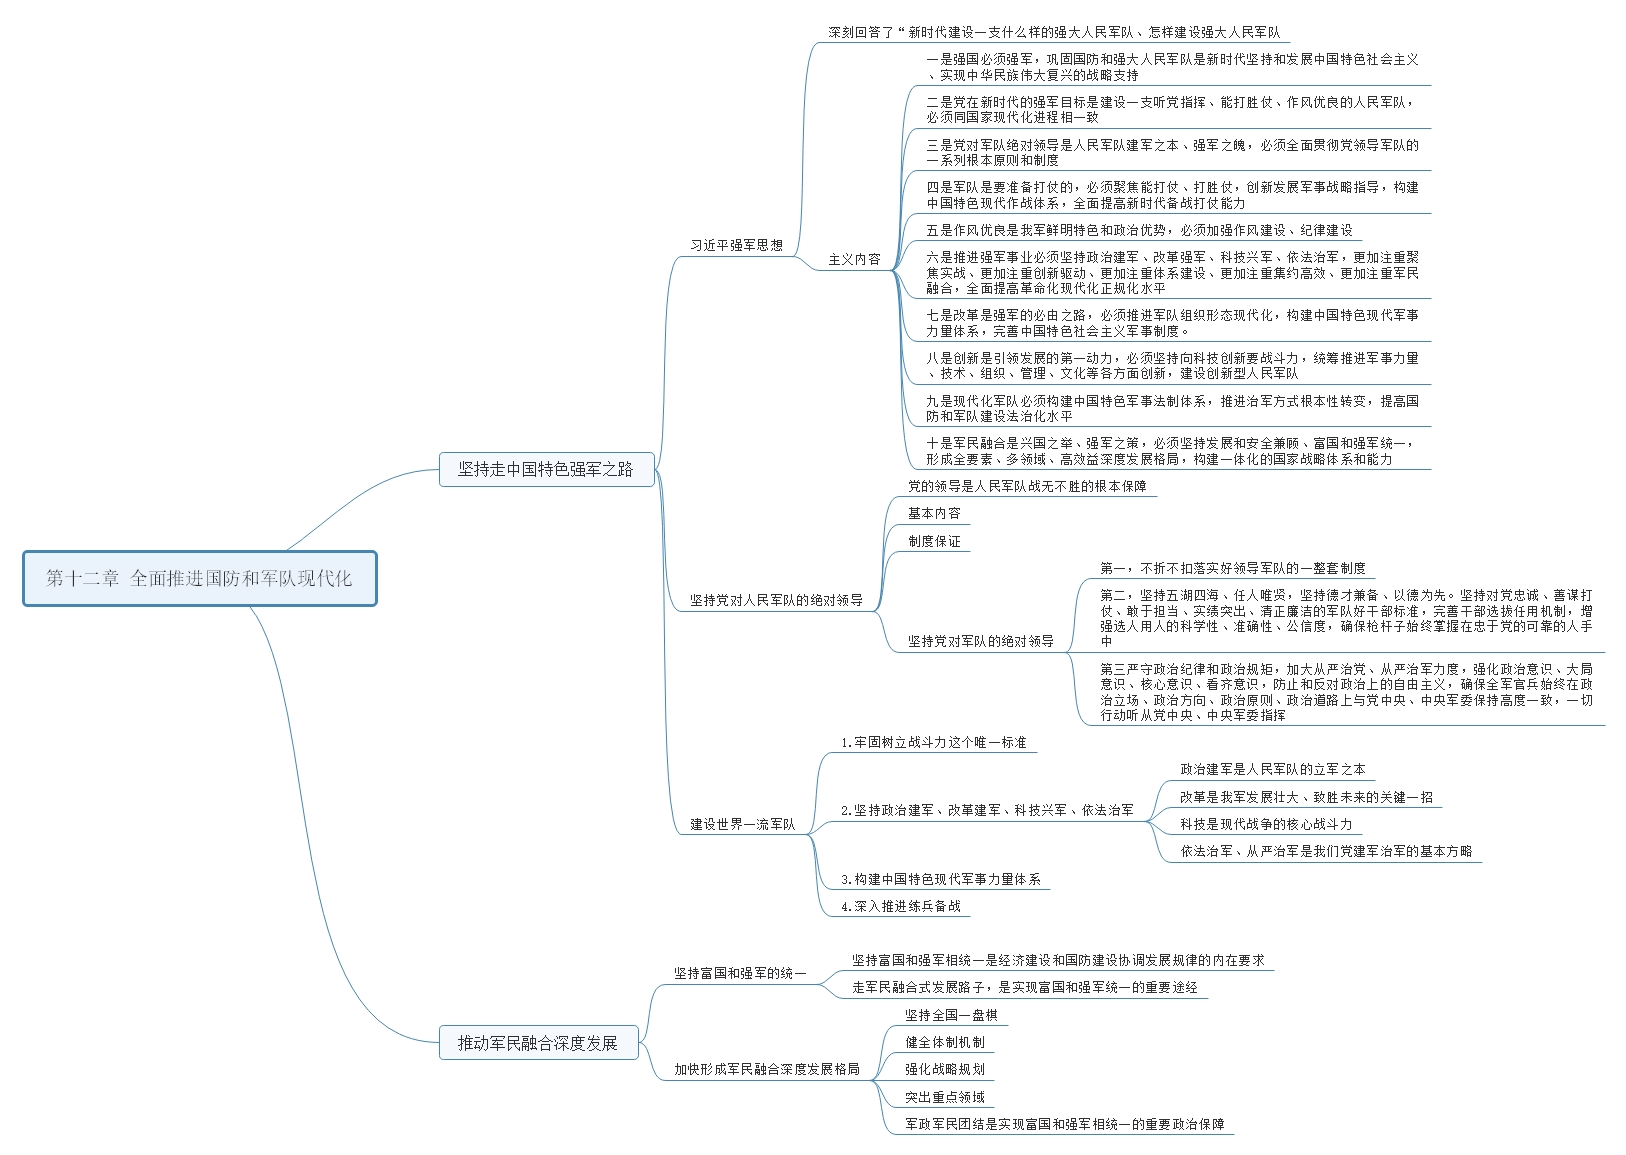 第十二章 全面推进国防和军队现代化
坚持走中国特色强军之路
习近平强军思想
深刻回答了“新时代建设一支什么样的强大人民军队、怎样建设强大人民军队
主义内容
一是强国必须强军，巩固国防和强大人民军队是新时代坚持和发展中国特色社会主义
、实现中华民族伟大复兴的战略支持
二是党在新时代的强军目标是建设一支听党指挥、能打胜仗、作风优良的人民军队，
必须同国家现代化进程相一致
三是党对军队绝对领导是人民军队建军之本、强军之魄，必须全面贯彻党领导军队的
一系列根本原则和制度
四是军队是要准备打仗的，必须聚焦能打仗、打胜仗，创新发展军事战略指导，构建
中国特色现代作战体系，全面提高新时代备战打仗能力
五是作风优良是我军鲜明特色和政治优势，必须加强作风建设、纪律建设
六是推进强军事业必须坚持政治建军、改革强军、科技兴军、依法治军，更加注重聚
焦实战、更加注重创新驱动、更加注重体系建设、更加注重集约高效、更加注重军民
融合，全面提高革命化现代化正规化水平
七是改革是强军的必由之路，必须推进军队组织形态现代化，构建中国特色现代军事
力量体系，完善中国特色社会主义军事制度。
八是创新是引领发展的第一动力，必须坚持向科技创新要战斗力，统筹推进军事力量
、技术、组织、管理、文化等各方面创新，建设创新型人民军队
九是现代化军队必须构建中国特色军事法制体系，推进治军方式根本性转变，提高国
防和军队建设法治化水平
十是军民融合是兴国之举、强军之策，必须坚持发展和安全兼顾、富国和强军统一，
形成全要素、多领域、高效益深度发展格局，构建一体化的国家战略体系和能力
坚持党对人民军队的绝对领导
党的领导是人民军队战无不胜的根本保障
基本内容
制度保证
坚持党对军队的绝对领导
第一，不折不扣落实好领导军队的一整套制度
第二，坚持五湖四海、任人唯贤，坚持德才兼备、以德为先。坚持对党忠诚、善谋打
仗、敢于担当、实绩突出、清正廉洁的军队好干部标准，完善干部选拔任用机制，增
强选人用人的科学性、准确性、公信度，确保枪杆子始终掌握在忠于党的可靠的人手
中
第三严守政治纪律和政治规矩，加大从严治党、从严治军力度，强化政治意识、大局
意识、核心意识、看齐意识，防止和反对政治上的自由主义，确保全军官兵始终在政
治立场、政治方向、政治原则、政治道路上与党中央、中央军委保持高度一致，一切
行动听从党中央、中央军委指挥
建设世界一流军队
1.牢固树立战斗力这个唯一标准
2.坚持政治建军、改革建军、科技兴军、依法治军
政治建军是人民军队的立军之本
改革是我军发展壮大、致胜未来的关键一招
科技是现代战争的核心战斗力
依法治军、从严治军是我们党建军治军的基本方略
3.构建中国特色现代军事力量体系
4.深入推进练兵备战
推动军民融合深度发展
坚持富国和强军的统一
坚持富国和强军相统一是经济建设和国防建设协调发展规律的内在要求
走军民融合式发展路子，是实现富国和强军统一的重要途经
加快形成军民融合深度发展格局
坚持全国一盘棋
健全体制机制
强化战略规划
突出重点领域
军政军民团结是实现富国和强军相统一的重要政治保障